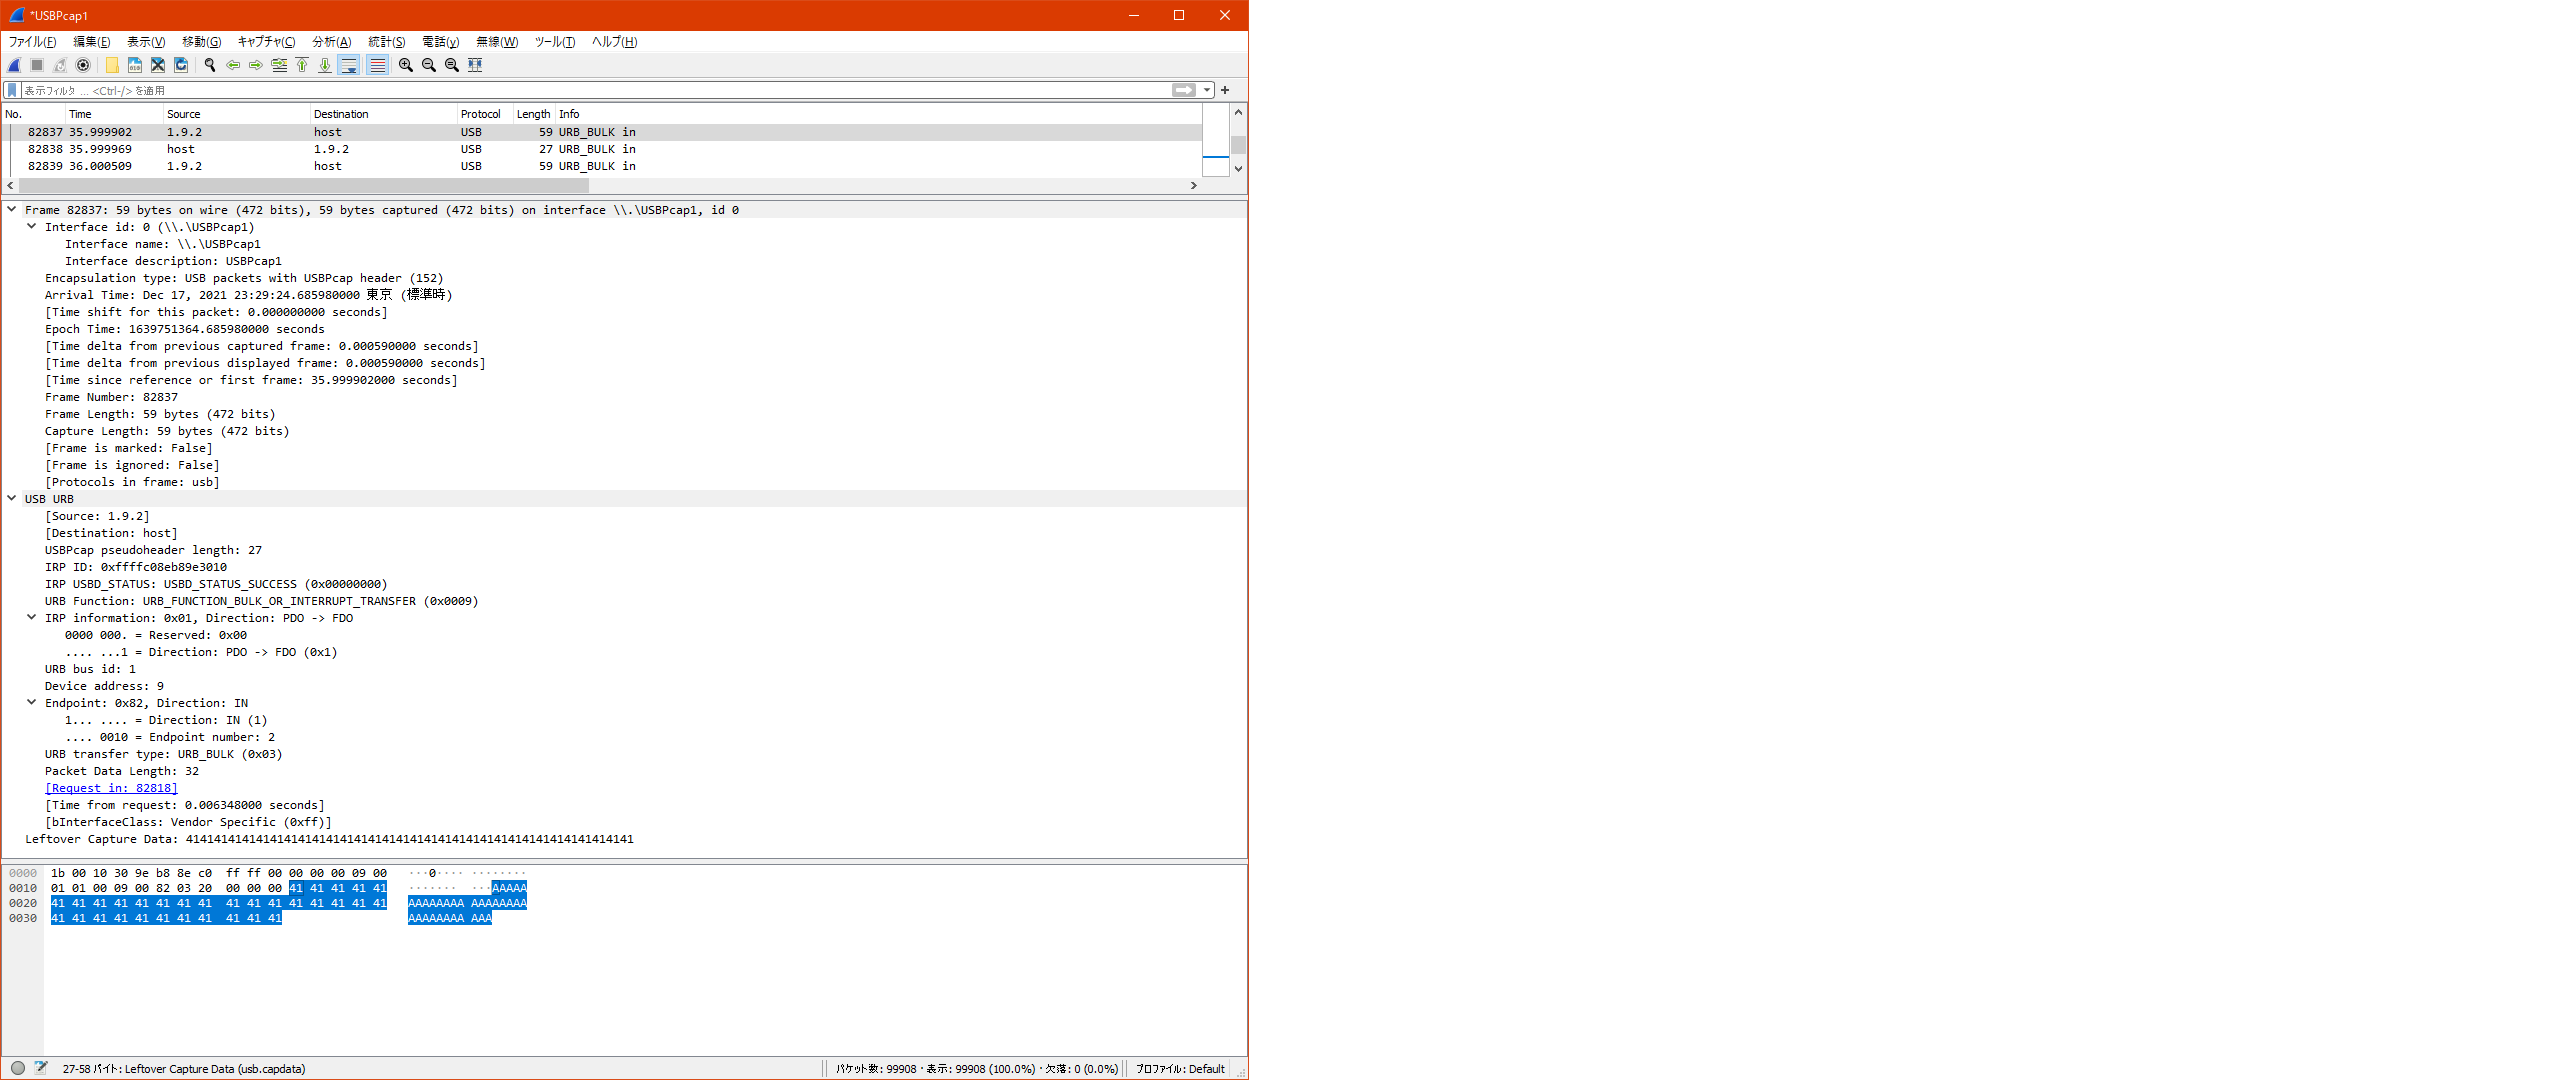 *USBPcap1
ファイル(F) 編集(E) 表示(V) 移動(G) キャプチャ(C) 分析(A) 統計(S) 電話(y) 無線(W) ツール(T) ヘルプ(H)
表示フィルタ ... <Ctrl-/> を適用
No. Time Source Destination Protocol Length Info
82837 35.999902 1.9.2 host USB 59 URB_BULK in
82838 35.999969 host 1.9.2 USB 27 URB_BULK in
82839 36.000509 1.9.2 host USB 59 URB_BULK in
Frame 82837: 59 bytes on wire (472 bits), 59 bytes captured (472 bits) on interface \\.\USBPcap1, id 0
Interface id: 0 (\\.\USBPcap1)
Interface name: \\.\USBPcap1
Interface description: USBPcap1
Encapsulation type: USB packets with USBPcap header (152)
Arrival Time: Dec 17, 2021 23:29:24.685980000 東京 (標準時)
[Time shift for this packet: 0.000000000 seconds]
Epoch Time: 1639751364.685980000 seconds
[Time delta from previous captured frame: 0.000590000 seconds]
[Time delta from previous displayed frame: 0.000590000 seconds]
[Time since reference or first frame: 35.999902000 seconds]
Frame Number: 82837
Frame Length: 59 bytes (472 bits)
Capture Length: 59 bytes (472 bits)
[Frame is marked: False]
[Frame is ignored: False]
[Protocols in frame: usb]
USB URB
[Source: 1.9.2]
[Destination: host]
USBPcap pseudoheader length: 27
IRP ID: 0xffffc08eb89e3010
IRP USBD_STATUS: USBD_STATUS_SUCCESS (0x00000000)
URB Function: URB_FUNCTION_BULK_OR_INTERRUPT_TRANSFER (0x0009)
IRP information: 0x01, Direction: PDO -> FDO
0000 000. = Reserved: 0x00
.... ...1 = Direction: PDO -> FDO (0x1)
URB bus id: 1
Device address: 9
Endpoint: 0x82, Direction: IN
1... .... = Direction: IN (1)
.... 0010 = Endpoint number: 2
URB transfer type: URB_BULK (0x03)
Packet Data Length: 32
[Request in: 82818]
[Time from request: 0.006348000 seconds]
[bInterfaceClass: Vendor Specific (0xff)]
Leftover Capture Data: 4141414141414141414141414141414141414141414141414141414141414141
0000 1b 00 10 30 9e b8 8e c0 ff ff 00 00 00 00 09 00 ···0···· ········
0010 01 01 00 09 00 82 03 20 00 00 00 41 41 41 41 41 ······· ···AAAAA
0020 41 41 41 41 41 41 41 41 41 41 41 41 41 41 41 41 AAAAAAAA AAAAAAAA
0030 41 41 41 41 41 41 41 41 41 41 41 AAAAAAAA AAA
27-58 バイト: Leftover Capture Data (usb.capdata) パケット数: 99908 · 表示: 99908 (100.0%) · 欠落: 0 (0.0%) プロファイル: Default